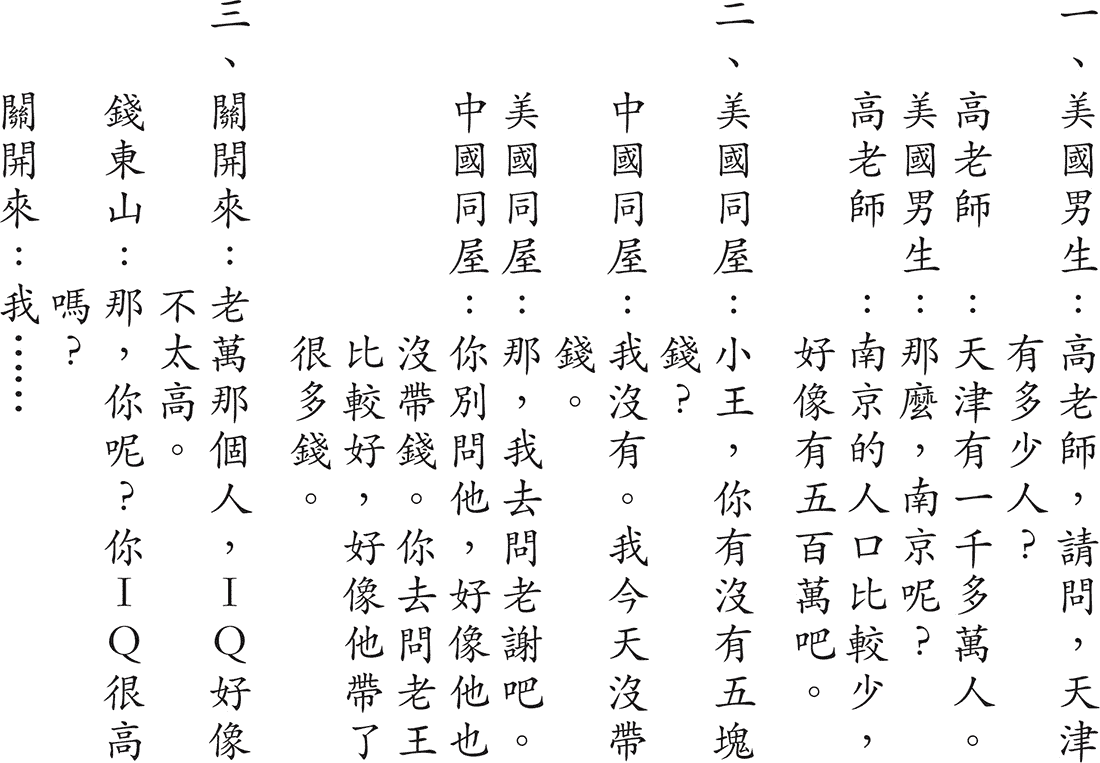 一、美國男生：高老師，請問，天津
有多少人？
高老師　：天津有一千多萬人。
美國男生：那麼，南京呢？
高老師　：南京的人口比較少，
好像有五百萬吧。
二、美國同屋：小王，你有沒有五塊
錢？
中國同屋：我沒有。我今天沒帶
錢。
美國同屋：那，我去問老謝吧。
中國同屋：你別問他，好像他也
沒帶錢。你去問老王
比較好，好像他帶了
很多錢。
三、關開來：老萬那個人，ＩＱ好像
不太高。
錢東山：那，你呢？你ＩＱ很高
嗎？
關開來：我……